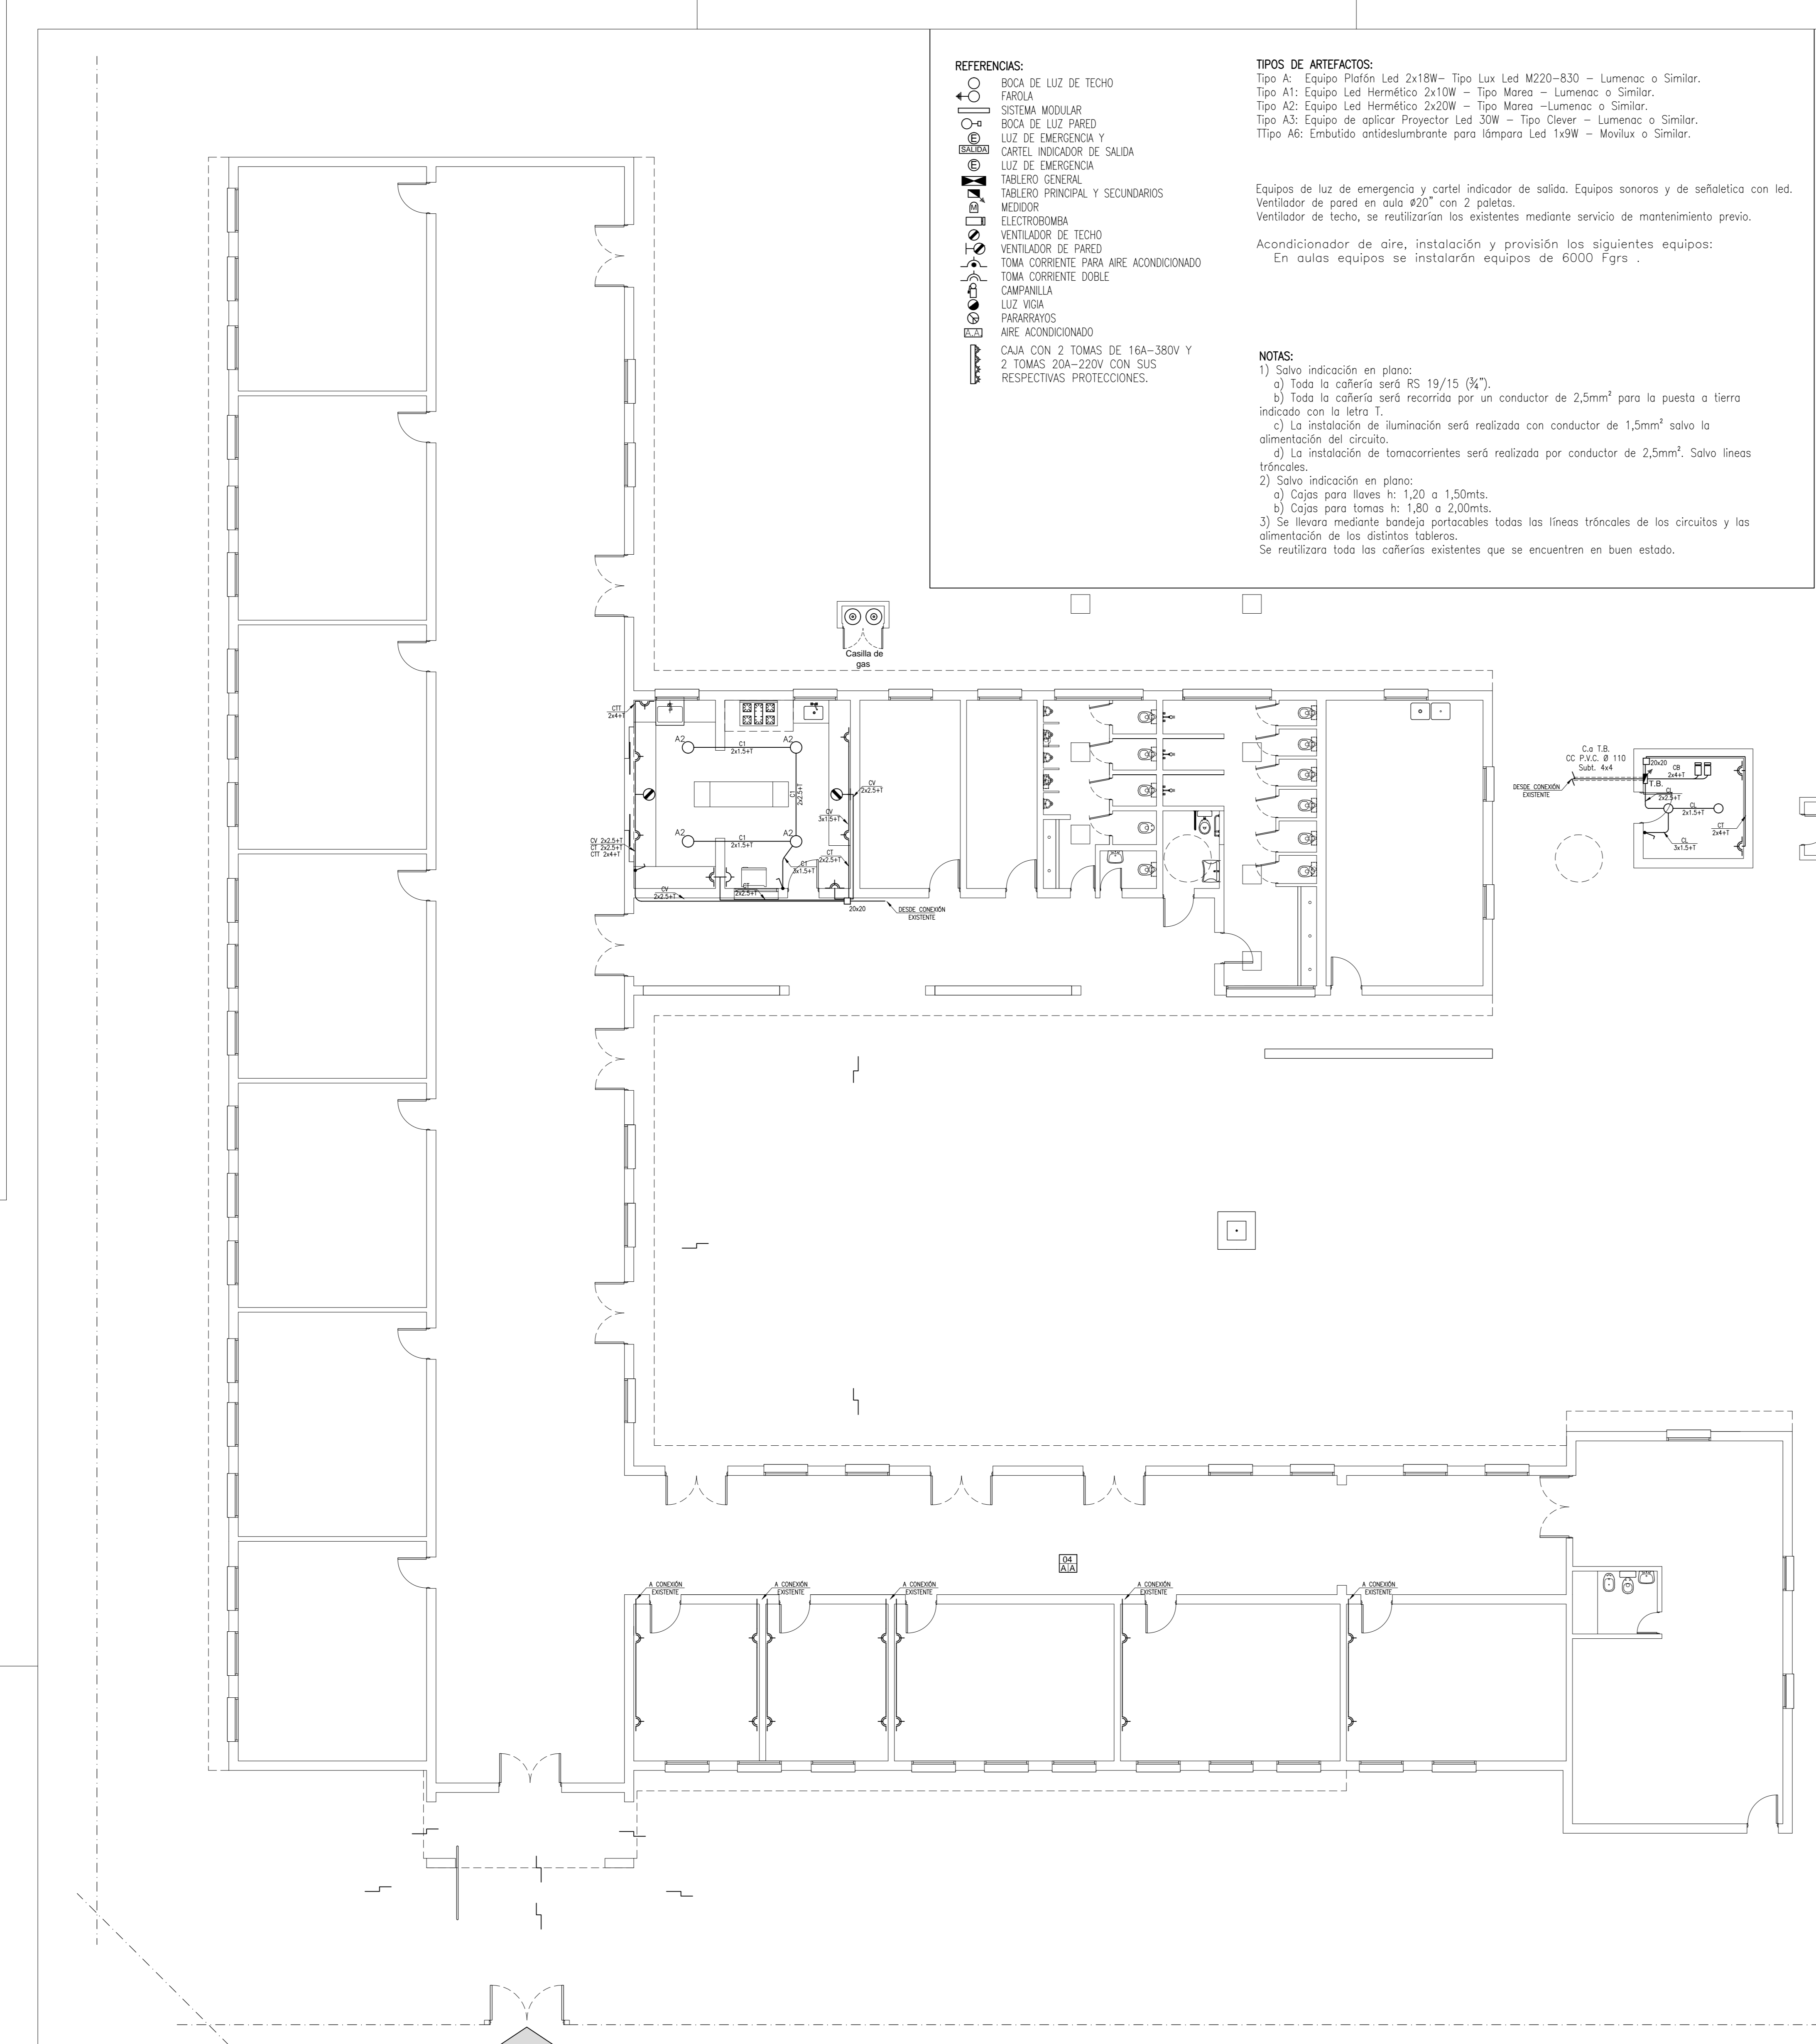 REFERENCIAS:
BOCA DE LUZ DE TECHO
FAROLA
SISTEMA MODULAR
BOCA DE LUZ PARED
E LUZ DE EMERGENCIA Y
SALIDA CARTEL INDICADOR DE SALIDA
E LUZ DE EMERGENCIA
TABLERO GENERAL
TABLERO PRINCIPAL Y SECUNDARIOS
M MEDIDOR
ELECTROBOMBA
VENTILADOR DE TECHO
VENTILADOR DE PARED
TOMA CORRIENTE PARA AIRE ACONDICIONADO
TOMA CORRIENTE DOBLE
CAMPANILLA
LUZ VIGIA
PARARRAYOS
A.A. AIRE ACONDICIONADO
CAJA CON 2 TOMAS DE 16A-380V Y
2 TOMAS 20A-220V CON SUS
RESPECTIVAS PROTECCIONES.
TIPOS DE ARTEFACTOS:
Tipo A: Equipo Plafón Led 2x18W- Tipo Lux Led M220-830 - Lumenac o Similar.
Tipo A1: Equipo Led Hermético 2x10W - Tipo Marea - Lumenac o Similar.
Tipo A2: Equipo Led Hermético 2x20W - Tipo Marea -Lumenac o Similar.
Tipo A3: Equipo de aplicar Proyector Led 30W - Tipo Clever - Lumenac o Similar.
TTipo A6: Embutido antideslumbrante para lámpara Led 1x9W - Movilux o Similar.
Equipos de luz de emergencia y cartel indicador de salida. Equipos sonoros y de señaletica con led.
Ventilador de pared en aula ø20" con 2 paletas.
Ventilador de techo, se reutilizarían los existentes mediante servicio de mantenimiento previo.
Acondicionador de aire, instalación y provisión los siguientes equipos:
En aulas equipos se instalarán equipos de 6000 Fgrs .
NOTAS:
1) Salvo indicación en plano:
a) Toda la cañería será RS 19/15 (¾").
b) Toda la cañería será recorrida por un conductor de 2,5mm² para la puesta a tierra
indicado con la letra T.
c) La instalación de iluminación será realizada con conductor de 1,5mm² salvo la
alimentación del circuito.
d) La instalación de tomacorrientes será realizada por conductor de 2,5mm². Salvo lineas
tróncales.
2) Salvo indicación en plano:
a) Cajas para llaves h: 1,20 a 1,50mts.
b) Cajas para tomas h: 1,80 a 2,00mts.
3) Se llevara mediante bandeja portacables todas las líneas tróncales de los circuitos y las
alimentación de los distintos tableros.
Se reutilizara toda las cañerías existentes que se encuentren en buen estado.
Casilla de
gas
CTT
2x4+T
A2
C1
2x1.5+T
A2
C1
2x2.5+T
CV
2x2.5+T
CV
3x1.5+T
A2
C1
2x1.5+T
A2
CV 2x2.5+T
CT 2x2.5+T
CTT 2x4+T
CT
2x2.5+T
C1
3x1.5+T
CV
2x2.5+T
CT
2x2.5+T
20x20
DESDE CONEXIÓN
EXISTENTE
C.a T.B.
CC P.V.C. Ø 110
Subt. 4x4
DESDE CONEXIÓN
EXISTENTE
20x20
CB
2x4+T
T.B.
CL
2x2.5+T
CL
2x1.5+T
CT
2x4+T
CL
3x1.5+T
04
A A
A CONEXIÓN
EXISTENTE
A CONEXIÓN
EXISTENTE
A CONEXIÓN
EXISTENTE
A CONEXIÓN
EXISTENTE
A CONEXIÓN
EXISTENTE